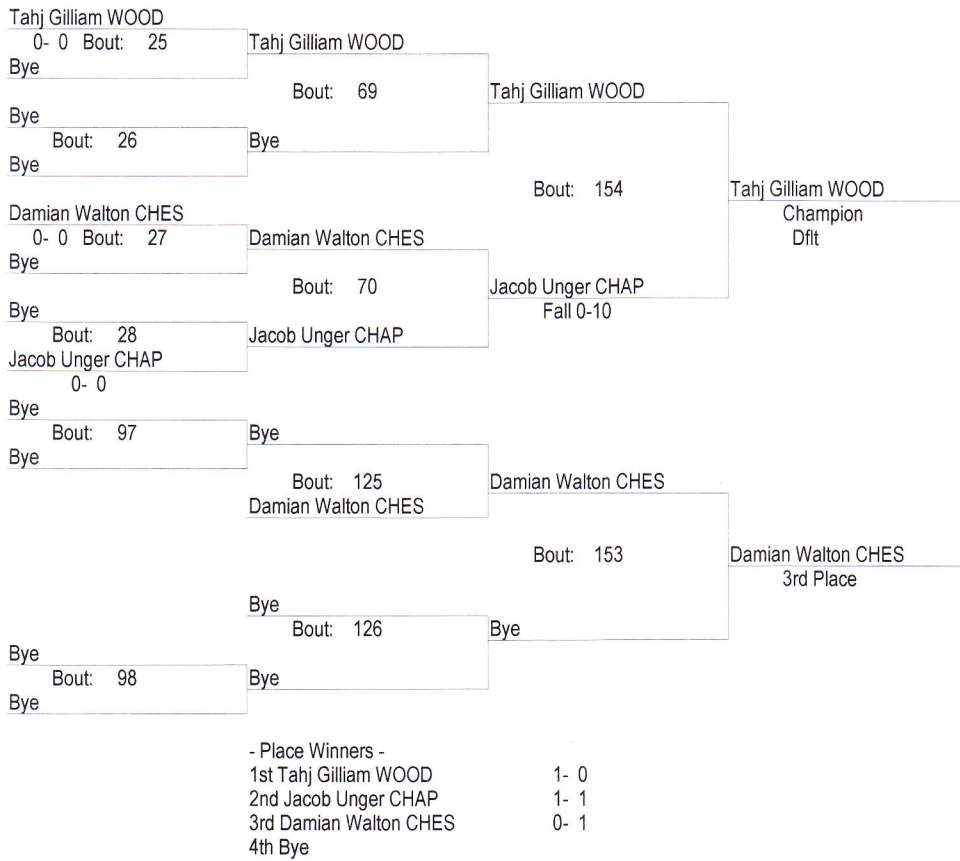 Tahj Gilliam WOOD
0- 0 Bout: 25
Tahj Gilliam WOOD
Bye
Bout: 69
Tahj Gilliam WOOD
Bye
Bout: 26
Bye
Bye
Bout: 154
Tahj Gilliam WOOD
Champion
Dflt
Damian Walton CHES
0- 0 Bout: 27
Damian Walton CHES
Bye
Bout: 70
Jacob Unger CHAP
Fall 0-10
Bye
Bout: 28
Jacob Unger CHAP
Jacob Unger CHAP
0- 0
Bye
Bout: 97
Bye
Bye
Bout: 125
Damian Walton CHES
Damian Walton CHES
Bout: 153
Damian Walton CHES
3rd Place
Bye
Bout: 126
Bye
Bye
Bout: 98
Bye
Bye
- Place Winners -
1st Tahj Gilliam WOOD 1- 0
2nd Jacob Unger CHAP 1- 1
3rd Damian Walton CHES 0- 1
4th Bye